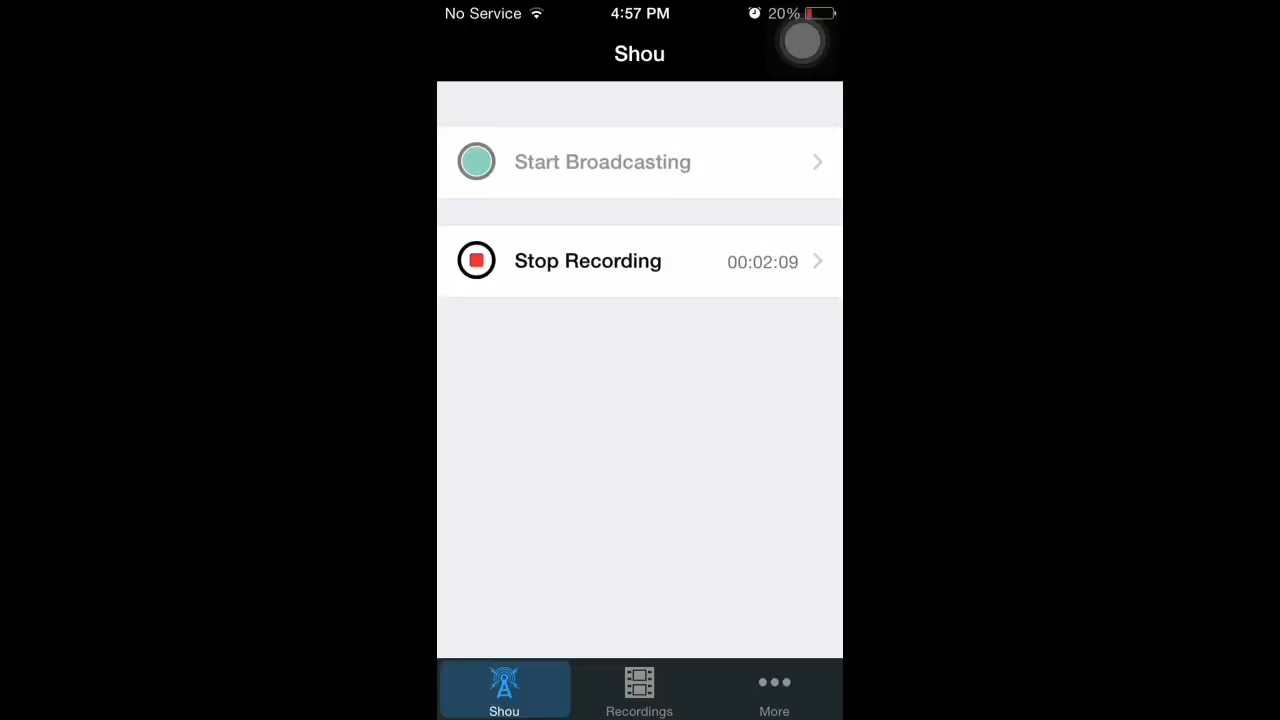 No Service 4:57 PM 20%
Shou
Start Broadcasting
Stop Recording 00:02:09
Shou Recordings More